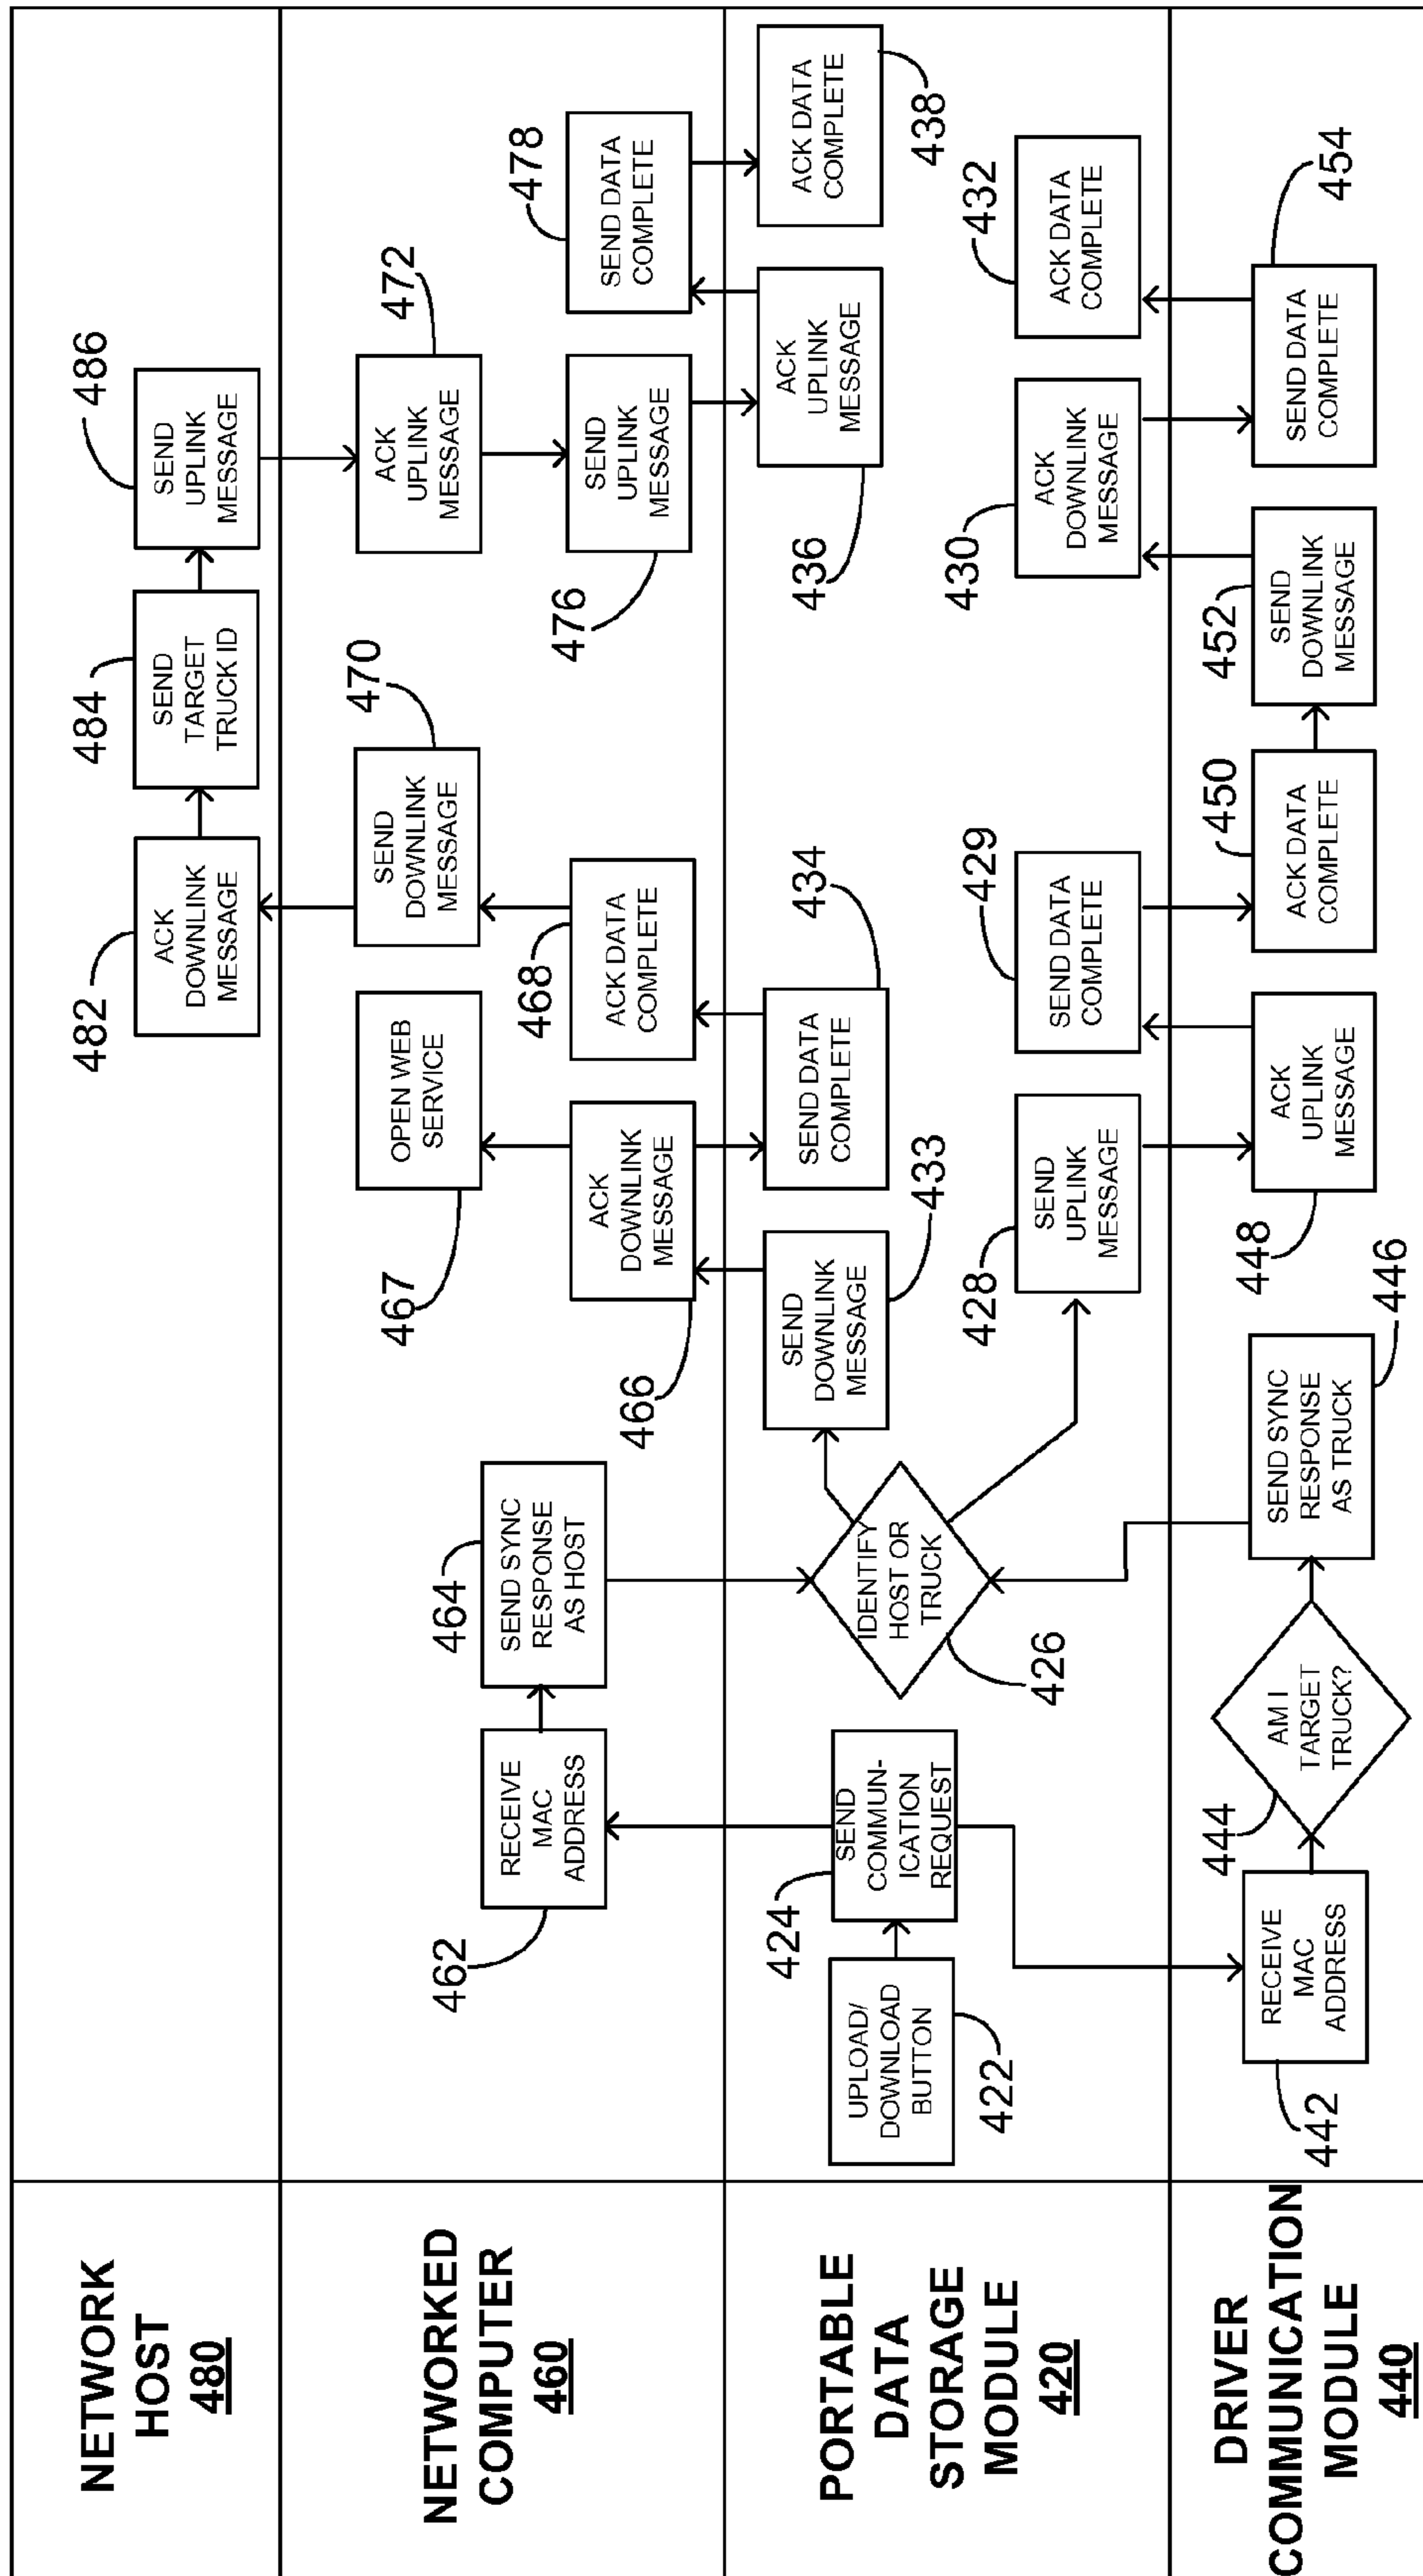 NETWORK
HOST
480
482
ACK
DOWNLINK
MESSAGE
484
SEND
TARGET
TRUCK ID
486
SEND
UPLINK
MESSAGE
NETWORKED
COMPUTER
460
462
RECEIVE
MAC
ADDRESS
464
SEND SYNC
RESPONSE
AS HOST
466
ACK
DOWNLINK
MESSAGE
467
OPEN WEB
SERVICE
468
ACK DATA
COMPLETE
470
SEND
DOWNLINK
MESSAGE
472
ACK
UPLINK
MESSAGE
476
SEND
UPLINK
MESSAGE
478
SEND DATA
COMPLETE
PORTABLE
DATA
STORAGE
MODULE
420
UPLOAD/
DOWNLOAD
BUTTON
422
424
SEND
COMMUN-
ICATION
REQUEST
IDENTIFY
HOST OR
TRUCK
426
SEND
DOWNLINK
MESSAGE
433
SEND DATA
COMPLETE
434
428
SEND
UPLINK
MESSAGE
429
SEND DATA
COMPLETE
430
ACK
DOWNLINK
MESSAGE
432
ACK DATA
COMPLETE
ACK
UPLINK
MESSAGE
436
ACK DATA
COMPLETE
438
DRIVER
COMMUNICATION
MODULE
440
442
RECEIVE
MAC
ADDRESS
444
AM I
TARGET
TRUCK?
SEND SYNC
RESPONSE
AS TRUCK
446
448
ACK
UPLINK
MESSAGE
450
ACK DATA
COMPLETE
452
SEND
DOWNLINK
MESSAGE
SEND DATA
COMPLETE
454